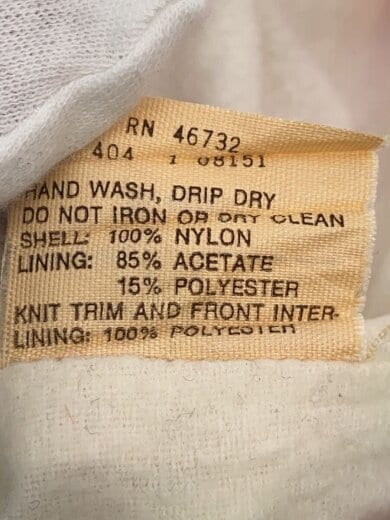 RN 46732
404 1 08151
HAND WASH, DRIP DRY
DO NOT IRON OR DRY CLEAN
SHELL: 100% NYLON
LINING: 85% ACETATE
15% POLYESTER
KNIT TRIM AND FRONT INTER-
LINING: 100% POLYESTER